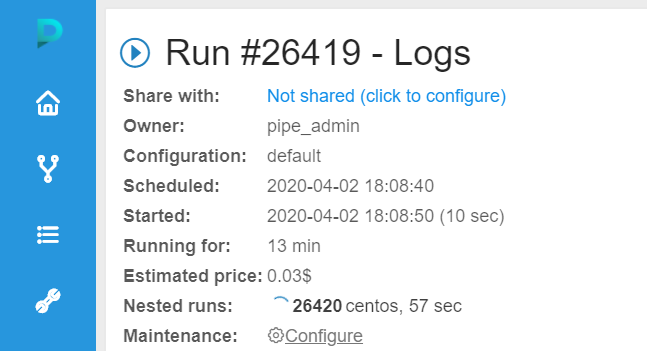 Run #26419 - Logs
Share with: Not shared (click to configure)
Owner: pipe_admin
Configuration: default
Scheduled: 2020-04-02 18:08:40
Started: 2020-04-02 18:08:50 (10 sec)
Running for: 13 min
Estimated price: 0.03$
Nested runs: 26420 centos, 57 sec
Maintenance: Configure